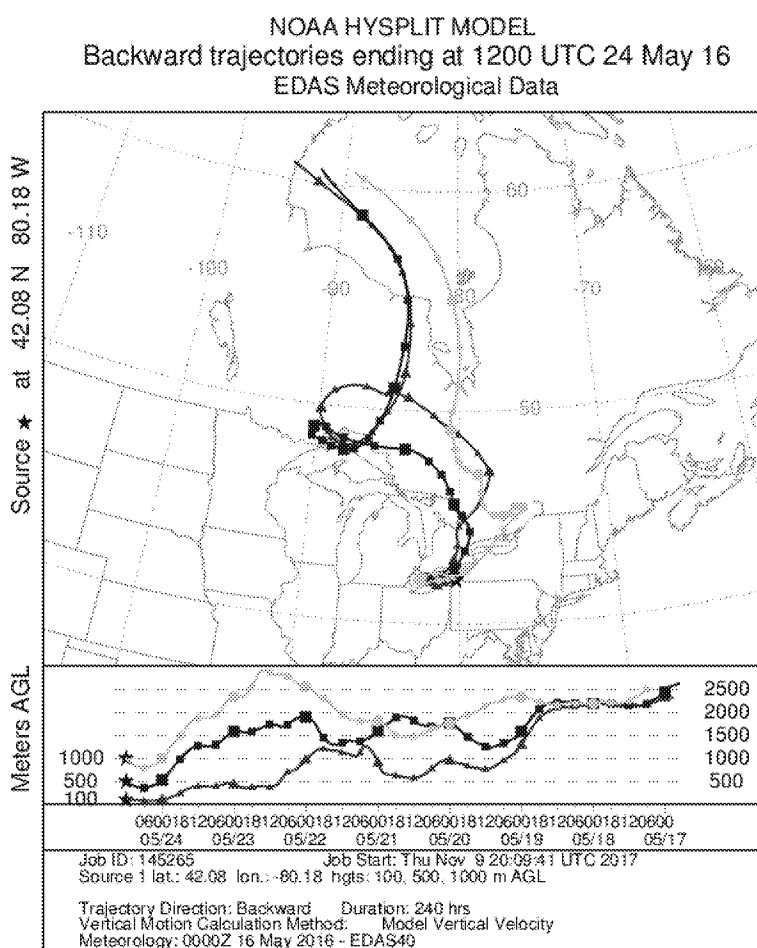 NOAA HYSPLIT MODEL
Backward trajectories ending at 1200 UTC 24 May 16
EDAS Meteorological Data
Source ★ at 42.08 N 80.18 W
60
-110
-100
-90
-80
-70
50
Meters AGL
2500
2000
1500
1000 1000
500 500
100
05/24 05/23 05/22 05/21 05/20 05/19 05/18 05/17
Job ID: 145265 Job Start: Thu Nov 9 20:09:41 UTC 2017
Source 1 lat.: 42.08 lon.: -80.18 hgts: 100, 500, 1000 m AGL
Trajectory Direction: Backward Duration: 240 hrs
Vertical Motion Calculation Method: Model Vertical Velocity
Meteorology: 0000Z 16 May 2016 - EDAS40